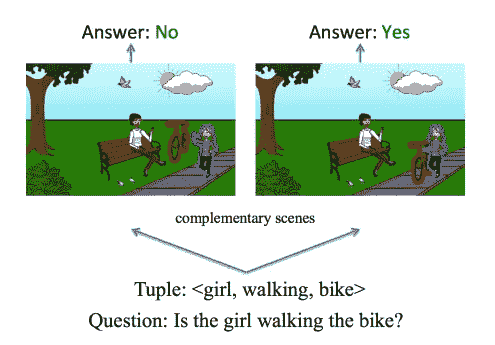 Answer: No
Answer: Yes
complementary scenes
Tuple: <girl, walking, bike>
Question: Is the girl walking the bike?